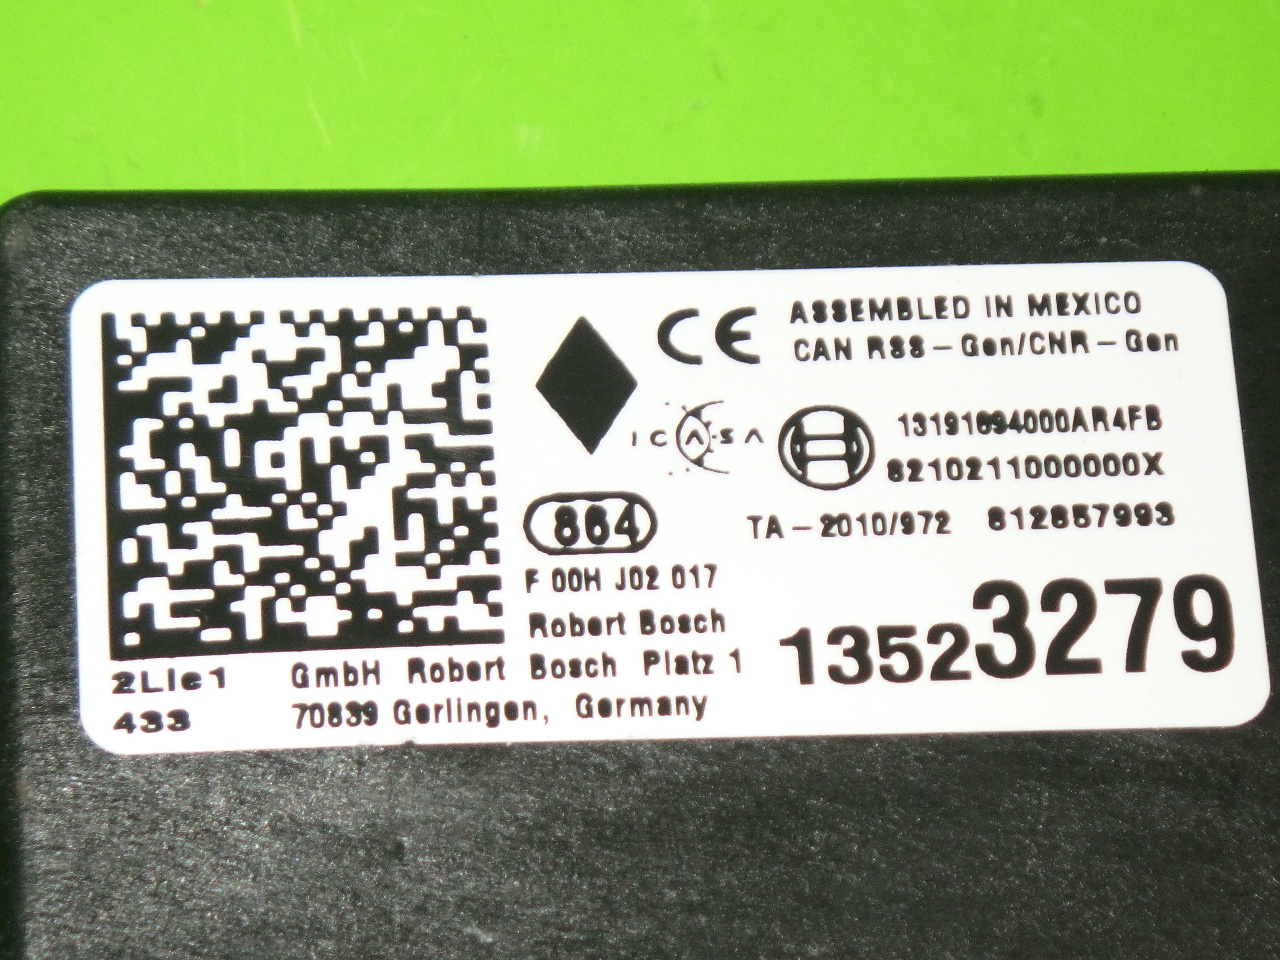 CE
ASSEMBLED IN MEXICO
CAN RSS - Gen/CNR - Gen
ICASA
13191694000AR4FB
8210211000000X
864
TA - 2010/972 812857993
F 00H J02 017
Robert Bosch
GmbH Robert Bosch Platz 1
70839 Gerlingen, Germany
13523279
433